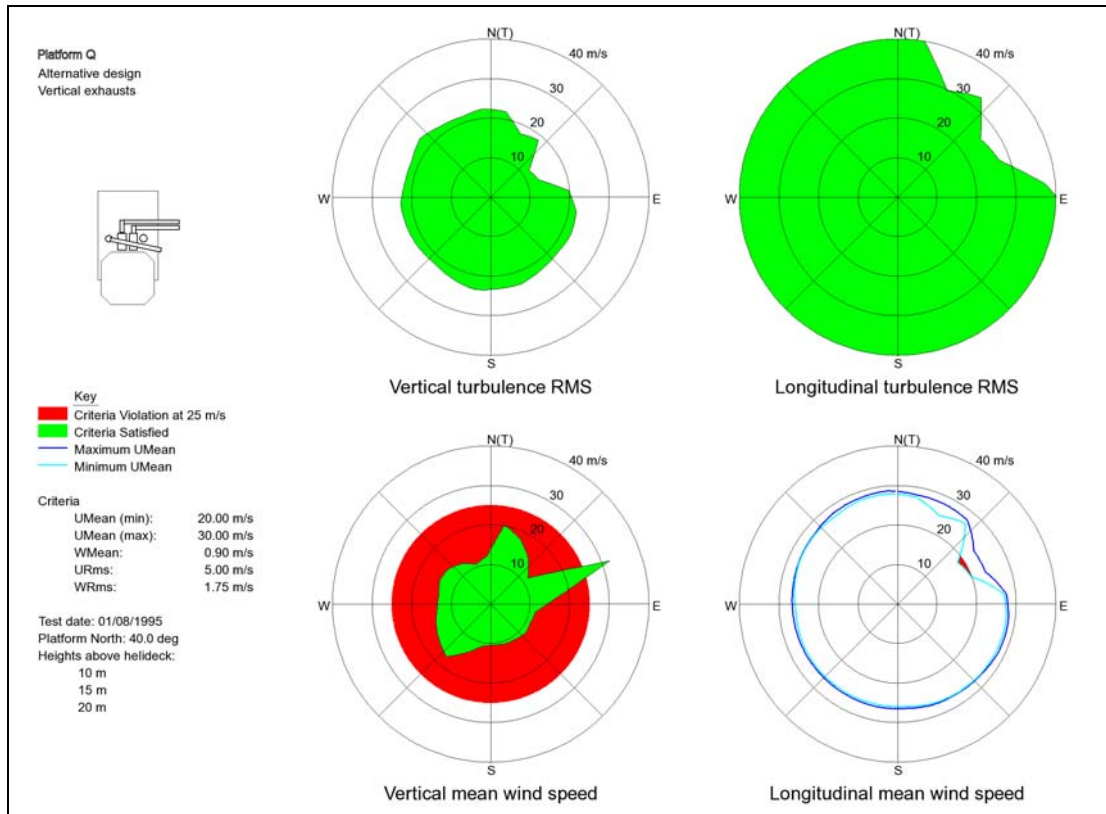 Platform Q
Alternative design
Vertical exhausts
N(T)
40 m/s
30
20
10
W
E
S
Vertical turbulence RMS
N(T)
40 m/s
30
20
10
W
E
S
Longitudinal turbulence RMS
Key
Criteria Violation at 25 m/s
Criteria Satisfied
Maximum UMean
Minimum UMean
Criteria
UMean (min): 20.00 m/s
UMean (max): 30.00 m/s
WMean: 0.90 m/s
URms: 5.00 m/s
WRms: 1.75 m/s
Test date: 01/08/1995
Platform North: 40.0 deg
Heights above helideck:
10 m
15 m
20 m
N(T)
40 m/s
30
20
10
W
E
S
Vertical mean wind speed
N(T)
40 m/s
30
20
10
W
E
S
Longitudinal mean wind speed